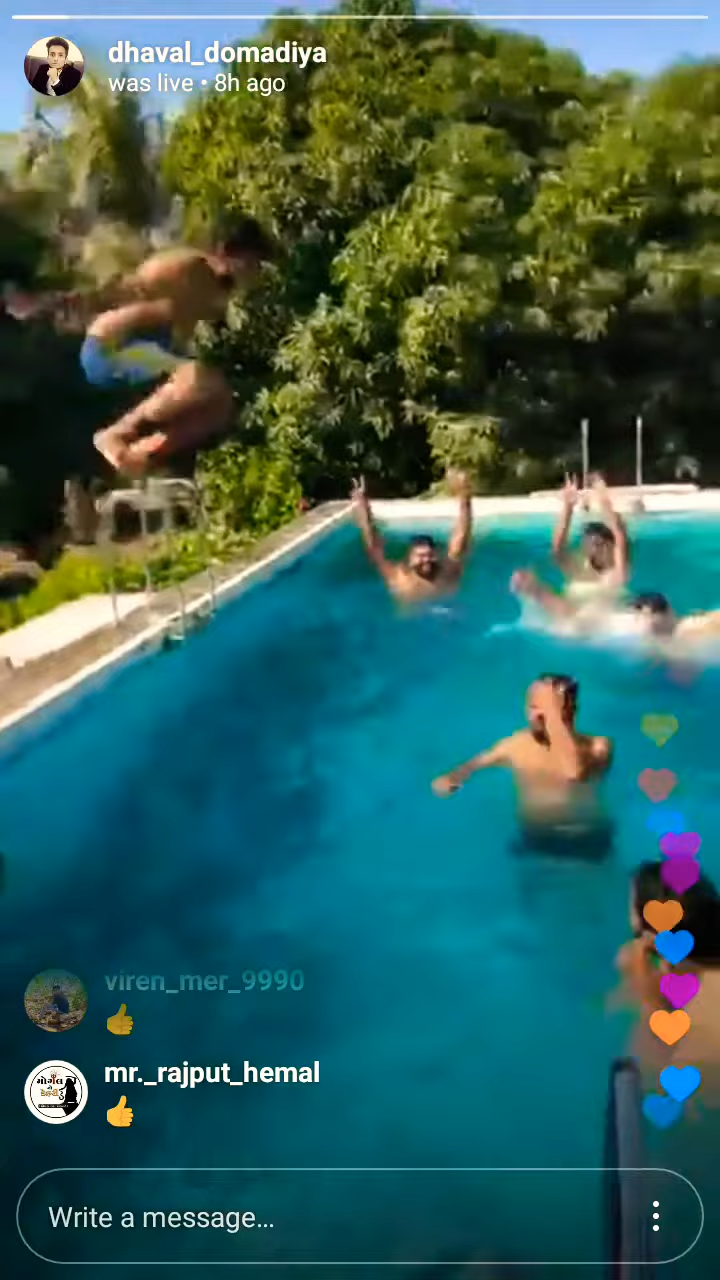 dhaval_domadiya
was live • 8h ago
viren_mer_9990
mr._rajput_hemal
Write a message...